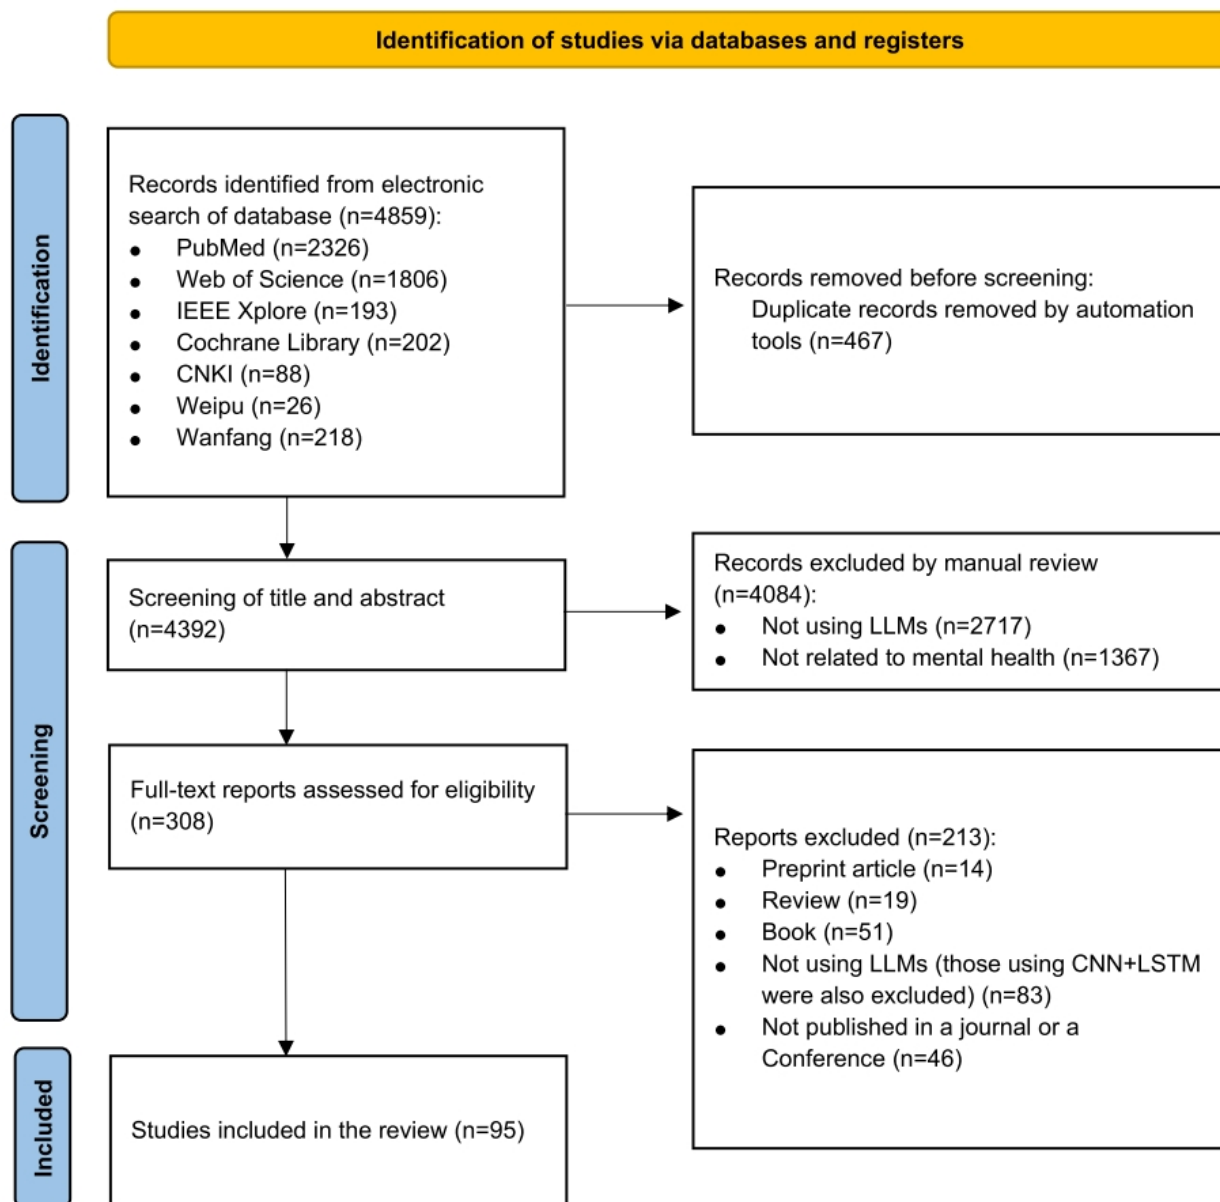 Identification of studies via databases and registers
Identification
Records identified from electronic
search of database (n=4859):
● PubMed (n=2326)
● Web of Science (n=1806)
● IEEE Xplore (n=193)
● Cochrane Library (n=202)
● CNKI (n=88)
● Weipu (n=26)
● Wanfang (n=218)
Records removed before screening:
Duplicate records removed by automation
tools (n=467)
Screening
Screening of title and abstract
(n=4392)
Records excluded by manual review
(n=4084):
● Not using LLMs (n=2717)
● Not related to mental health (n=1367)
Full-text reports assessed for eligibility
(n=308)
Reports excluded (n=213):
● Preprint article (n=14)
● Review (n=19)
● Book (n=51)
● Not using LLMs (those using CNN+LSTM
were also excluded) (n=83)
● Not published in a journal or a
Conference (n=46)
Included
Studies included in the review (n=95)